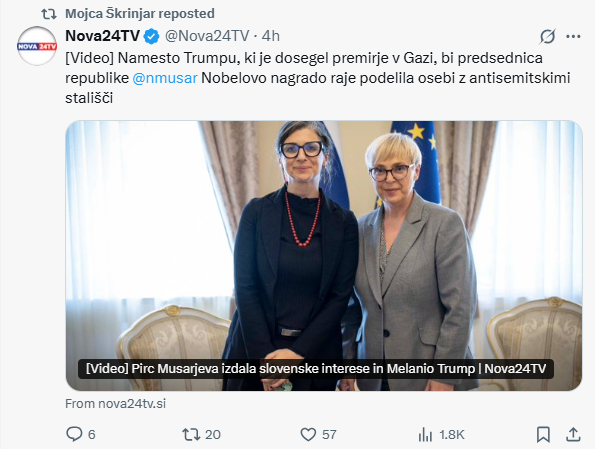 Mojca Škrinjar reposted
Nova24TV @Nova24TV · 4h
NOVA 24TV
[Video] Namesto Trumpu, ki je dosegel premirje v Gazi, bi predsednica
republike @nmusar Nobelovo nagrado raje podelila osebi z antisemitskimi
stališči
[Video] Pirc Musarjeva izdala slovenske interese in Melanio Trump | Nova24TV
From nova24tv.si
6 20 57 1.8K